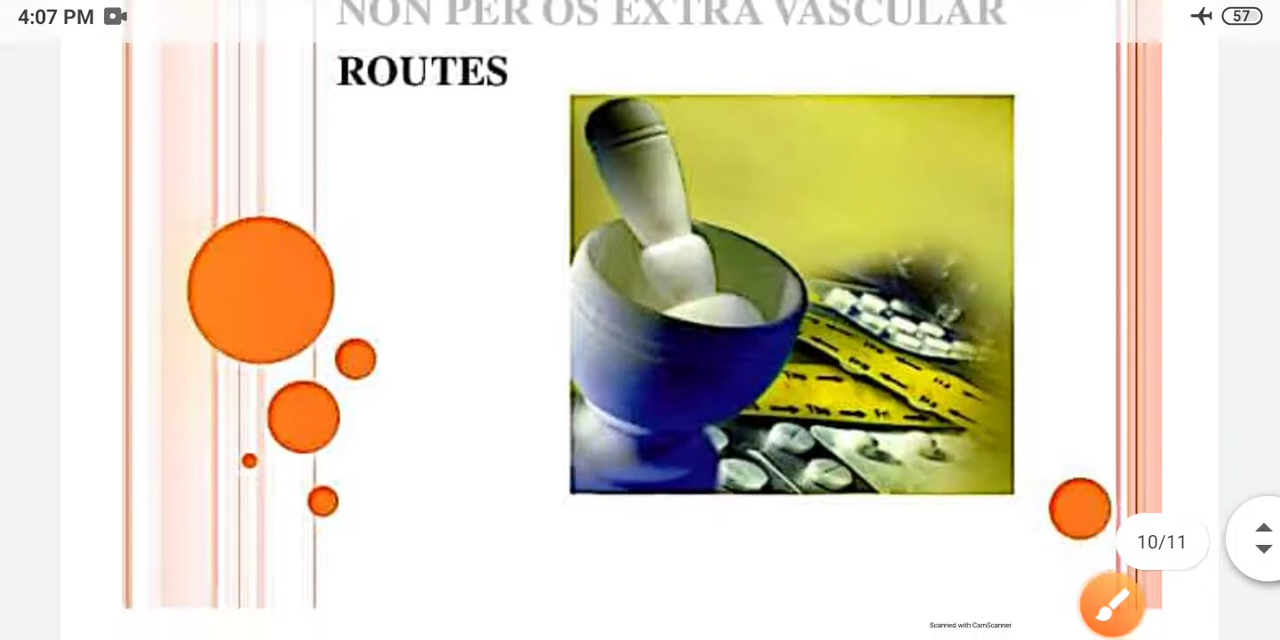 4:07 PM
57
NON PER OS EXTRA VASCULAR
ROUTES
10/11
Scanned with CamScanner